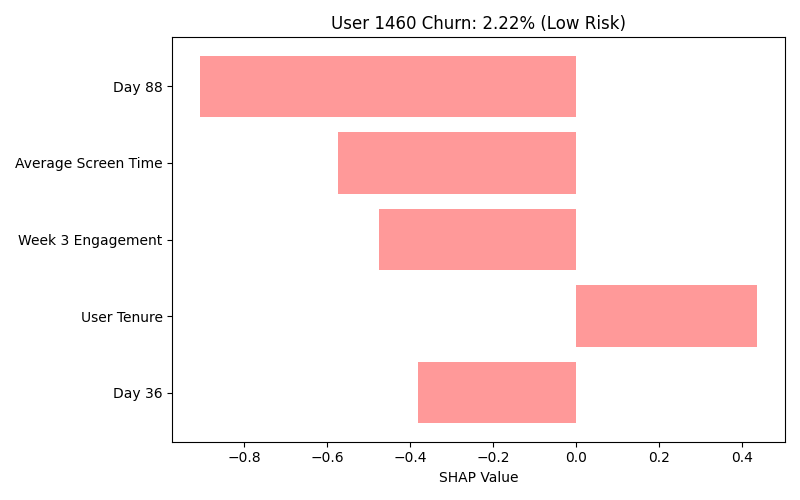 User 1460 Churn: 2.22% (Low Risk)
Day 88
Average Screen Time
Week 3 Engagement
User Tenure
Day 36
−0.8 −0.6 −0.4 −0.2 0.0 0.2 0.4
SHAP Value